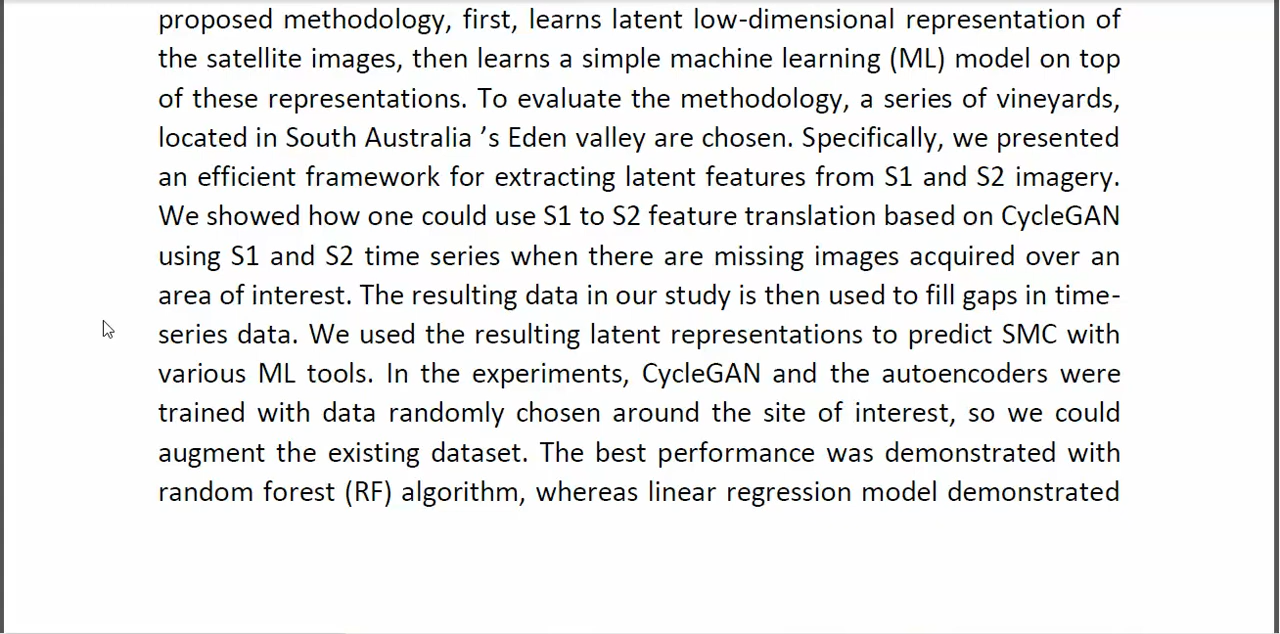 proposed methodology, first, learns latent low-dimensional representation of
the satellite images, then learns a simple machine learning (ML) model on top
of these representations. To evaluate the methodology, a series of vineyards,
located in South Australia ’s Eden valley are chosen. Specifically, we presented
an efficient framework for extracting latent features from S1 and S2 imagery.
We showed how one could use S1 to S2 feature translation based on CycleGAN
using S1 and S2 time series when there are missing images acquired over an
area of interest. The resulting data in our study is then used to fill gaps in time-
series data. We used the resulting latent representations to predict SMC with
various ML tools. In the experiments, CycleGAN and the autoencoders were
trained with data randomly chosen around the site of interest, so we could
augment the existing dataset. The best performance was demonstrated with
random forest (RF) algorithm, whereas linear regression model demonstrated